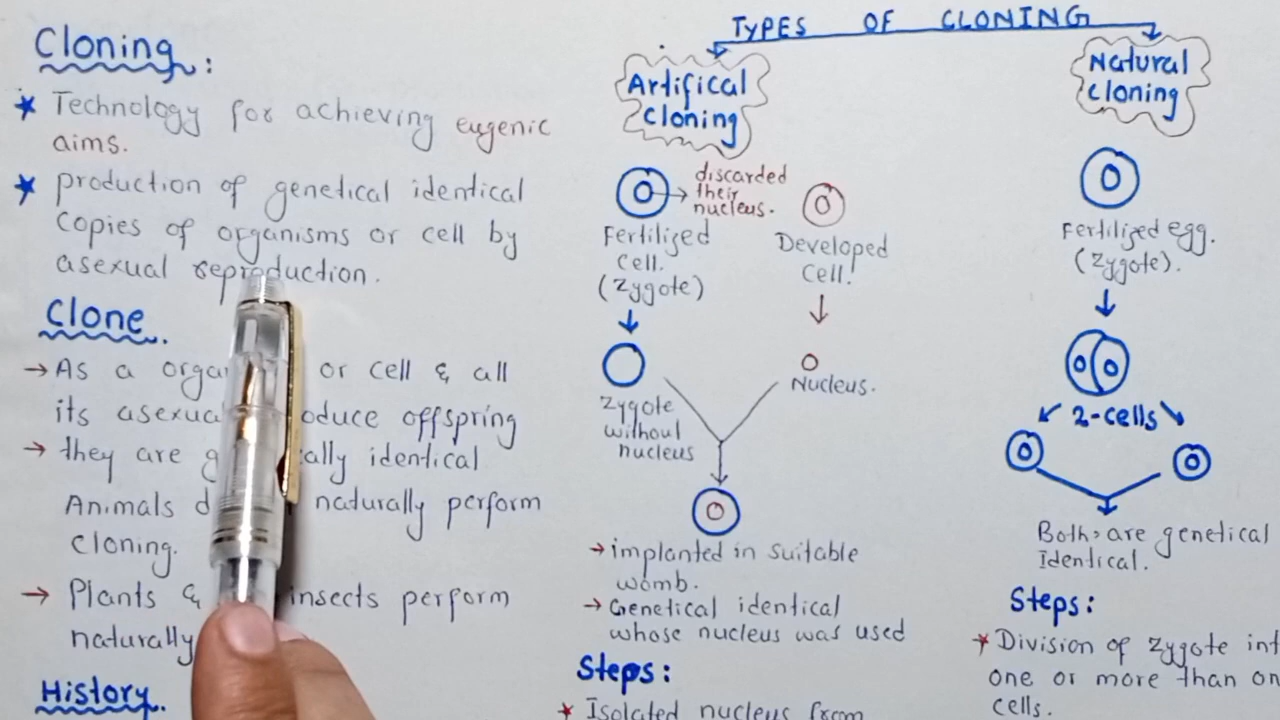 Cloning :
★ Technology for achieving eugenic
aims.
★ production of genetical identical
Copies of organisms or cell by
asexual reproduction.
Clone.
→ As a or cell & all
its offspring
→ they are identical
Animals naturally perform
cloning.
→ Plants & insects perform
naturally
History.
TYPES OF CLONING
Artifical
Cloning
discarded
their
nucleus.
Fertilized
Cell.
(Zygote)
Developed
Cell.
Zygote
without
nucleus
Nucleus.
→ implanted in suitable
womb.
→ Genetical identical
whose nucleus was used
Steps:
★ Isolated nucleus from
Natural
Cloning
Fertilized egg.
(Zygote).
2-cells
Both, are genetical
Identical.
Steps:
★ Division of Zygote int
one or more than on
cells.